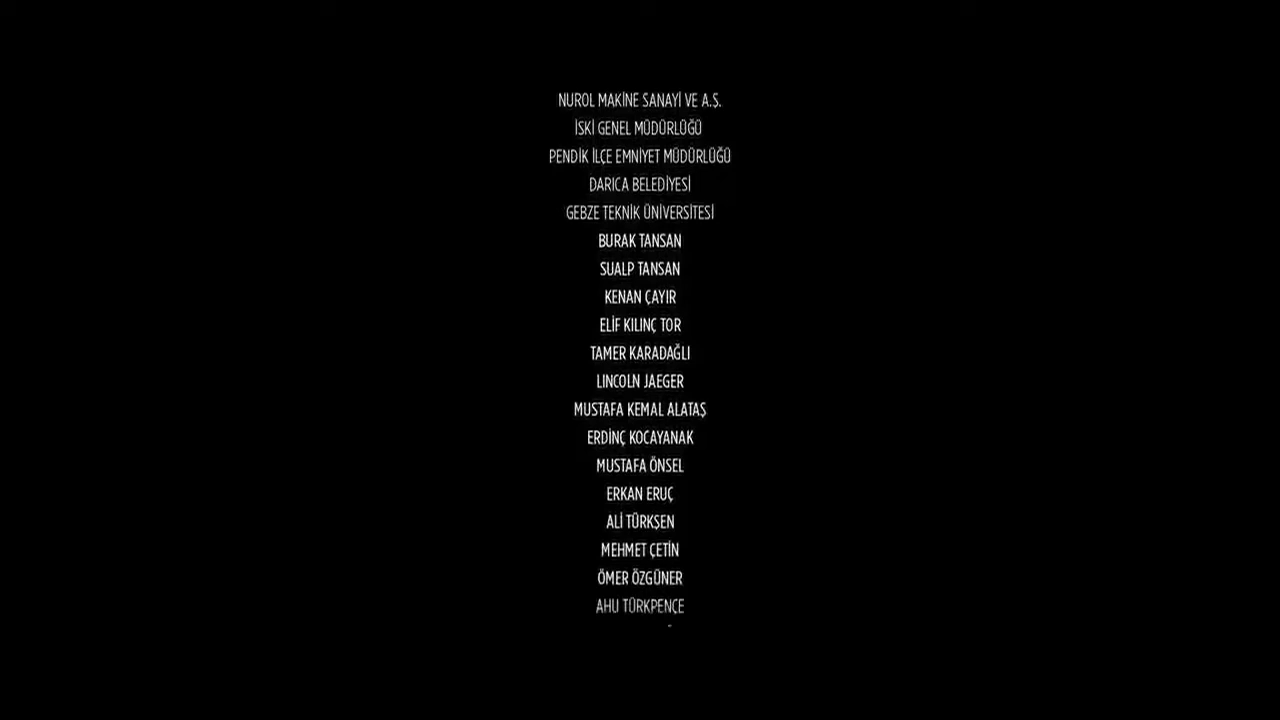 NUROL MAKİNE SANAYİ VE A.Ş.
İSKİ GENEL MÜDÜRLÜĞÜ
PENDİK İLÇE EMNİYET MÜDÜRLÜĞÜ
DARICA BELEDİYESİ
GEBZE TEKNİK ÜNİVERSİTESİ
BURAK TANSAN
SUALP TANSAN
KENAN ÇAYIR
ELİF KILINÇ TOR
TAMER KARADAĞLI
LINCOLN JAEGER
MUSTAFA KEMAL ALATAŞ
ERDİNÇ KOCAYANAK
MUSTAFA ÖNSEL
ERKAN ERUÇ
ALİ TÜRKŞEN
MEHMET ÇETİN
ÖMER ÖZGÜNER
AHU TÜRKPENÇE